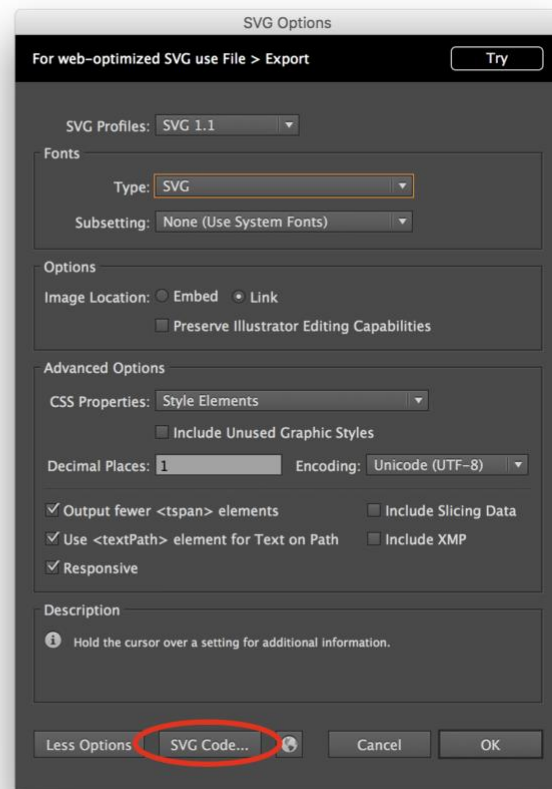 SVG Options
For web-optimized SVG use File > Export Try
SVG Profiles: SVG 1.1
Fonts
Type: SVG
Subsetting: None (Use System Fonts)
Options
Image Location: Embed Link
Preserve Illustrator Editing Capabilities
Advanced Options
CSS Properties: Style Elements
Include Unused Graphic Styles
Decimal Places: 1 Encoding: Unicode (UTF-8)
Output fewer <tspan> elements Include Slicing Data
Use <textPath> element for Text on Path Include XMP
Responsive
Description
Hold the cursor over a setting for additional information.
Less Options SVG Code... Cancel OK